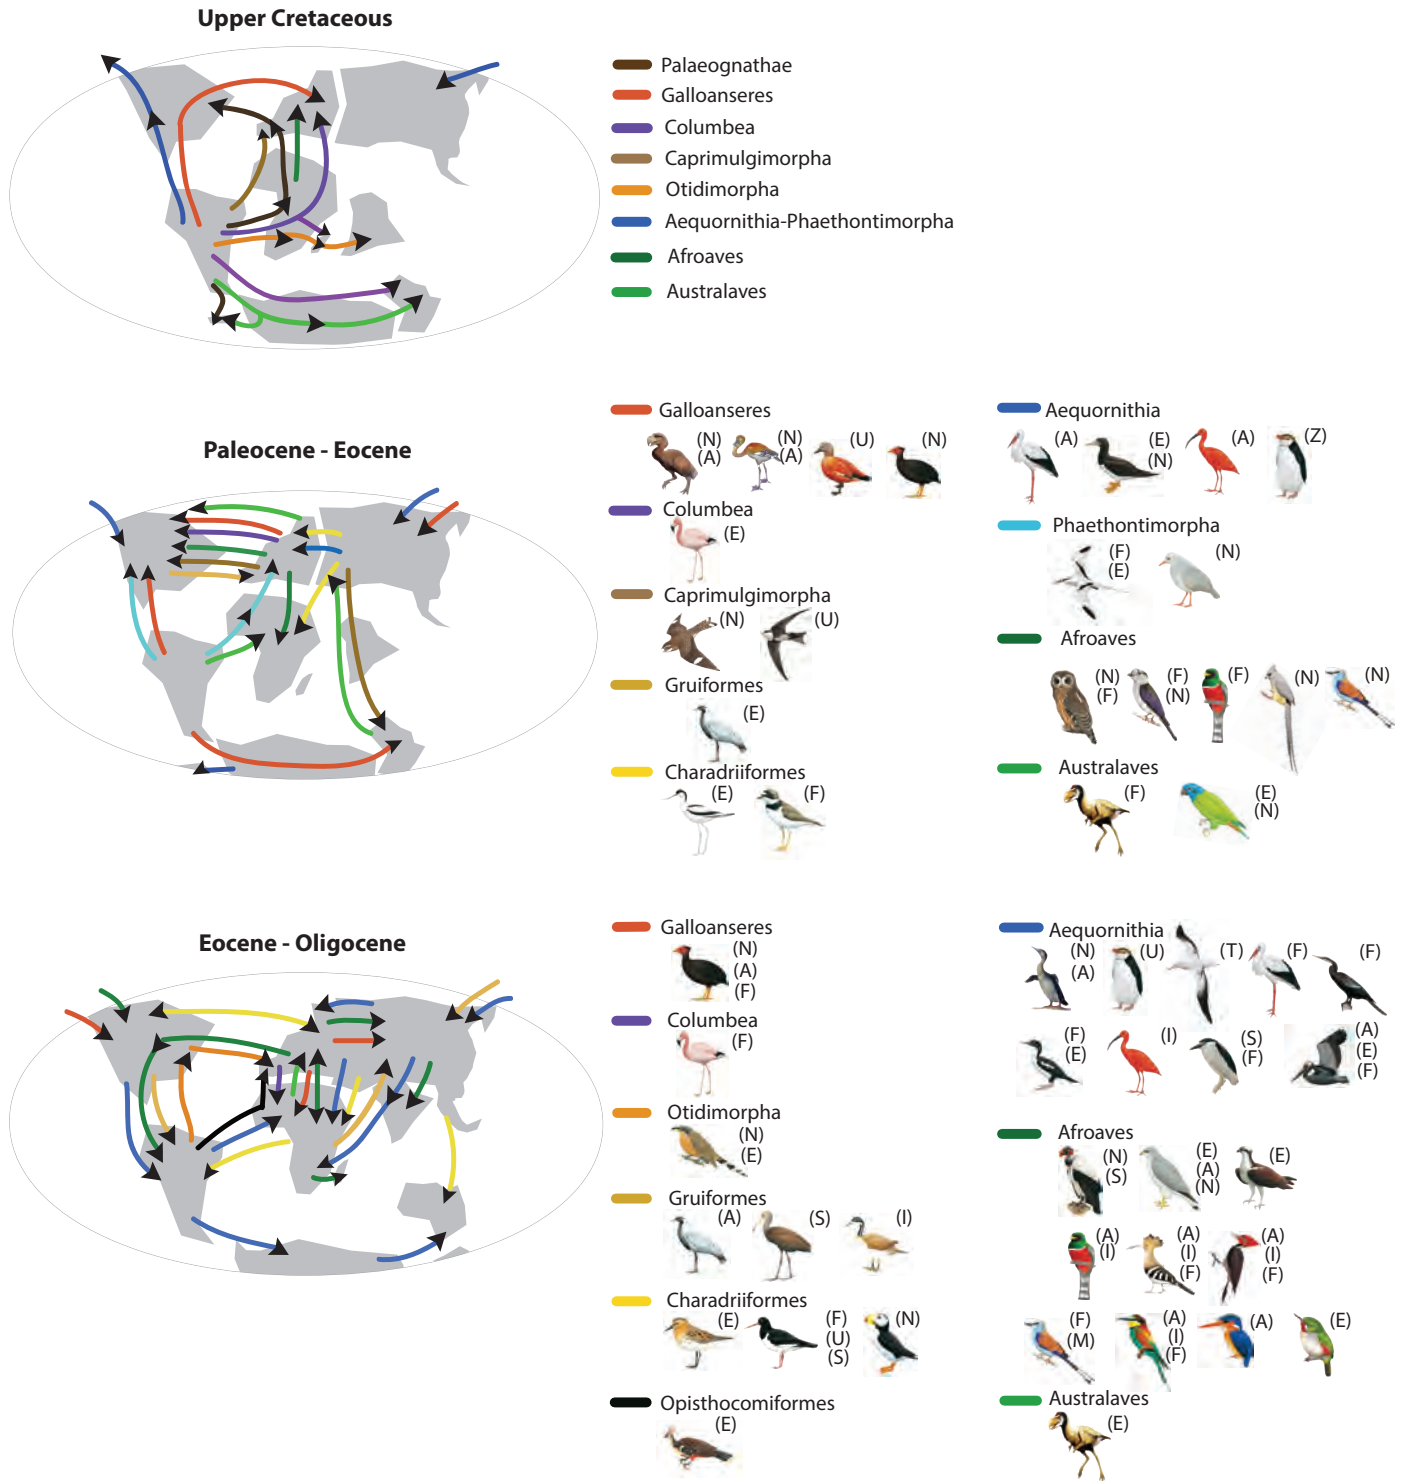 Upper Cretaceous
Palaeognathae
Galloanseres
Columbea
Caprimulgimorpha
Otidimorpha
Aequornithia-Phaethontimorpha
Afroaves
Australaves
Paleocene - Eocene
Galloanseres
(N) (N) (U) (N)
(A) (A)
Columbea
(E)
Caprimulgimorpha
(N) (U)
Gruiformes
(E)
Charadriiformes
(E) (F)
Aequornithia
(A) (E) (A) (Z)
(N)
Phaethontimorpha
(F) (N)
(E)
Afroaves
(N) (F) (F) (N) (N)
(F) (N)
Australaves
(F) (E)
(N)
Eocene - Oligocene
Galloanseres
(N)
(A)
(F)
Columbea
(F)
Otidimorpha
(N)
(E)
Gruiformes
(A) (S) (I)
Charadriiformes
(E) (F) (N)
(U)
(S)
Opisthocomiformes
(E)
Aequornithia
(N) (U) (T) (F) (F)
(A)
(F) (I) (S) (A)
(E) (F) (E)
(F)
Afroaves
(N) (E) (E)
(S) (A)
(N)
(A) (A) (A)
(I) (I) (I)
(F) (F)
(F) (A) (A) (E)
(M) (I)
(F)
Australaves
(E)